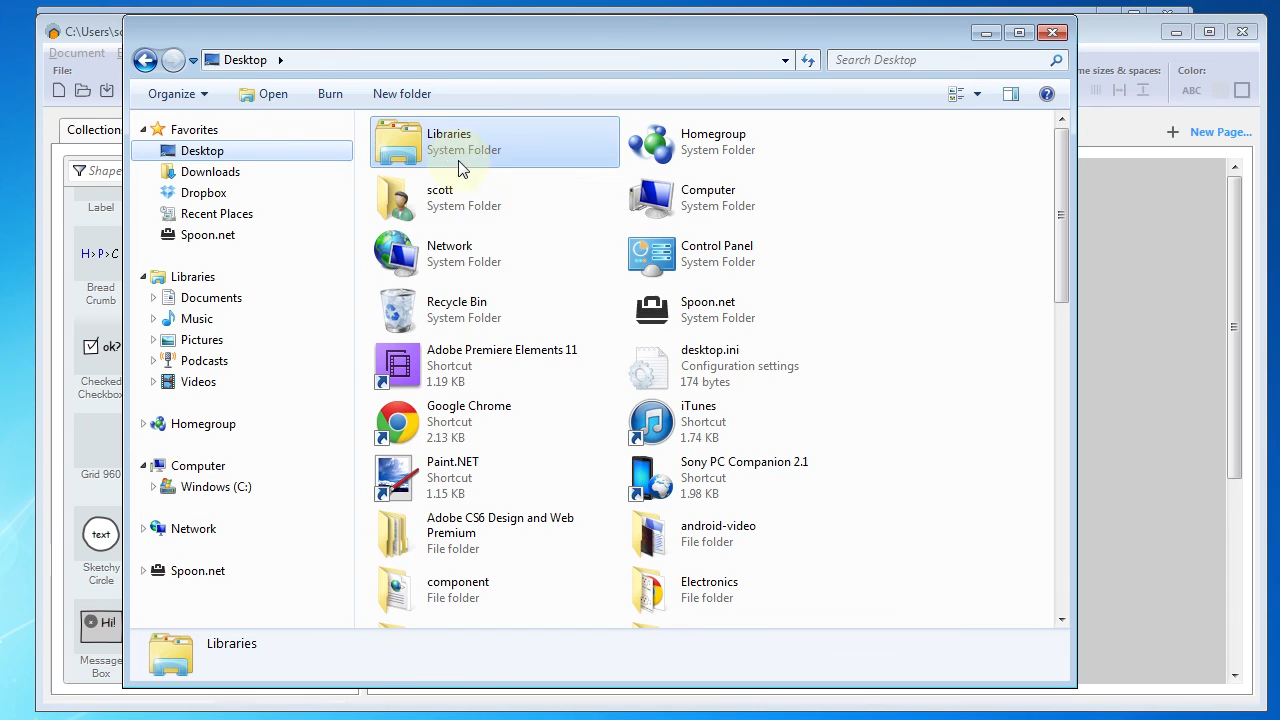 C:\Users\sc
Document
File:
Desktop
Search Desktop
me sizes & spaces:
Color:
ABC
Organize
Open
Burn
New folder
Collection
New Page...
Shape
Label
H>P>C
Bread
Crumb
ok?
Checked
Checkbo
Grid 960
text
Sketchy
Circle
Hi!
Message
Box
Favorites
Desktop
Downloads
Dropbox
Recent Places
Spoon.net
Libraries
Documents
Music
Pictures
Podcasts
Videos
Homegroup
Computer
Windows (C:)
Network
Spoon.net
Libraries
System Folder
Homegroup
System Folder
scott
System Folder
Computer
System Folder
Network
System Folder
Control Panel
System Folder
Recycle Bin
System Folder
Spoon.net
System Folder
Adobe Premiere Elements 11
Shortcut
1.19 KB
desktop.ini
Configuration settings
174 bytes
Google Chrome
Shortcut
2.13 KB
iTunes
Shortcut
1.74 KB
Paint.NET
Shortcut
1.15 KB
Sony PC Companion 2.1
Shortcut
1.98 KB
Adobe CS6 Design and Web
Premium
File folder
android-video
File folder
component
File folder
Electronics
File folder
Libraries